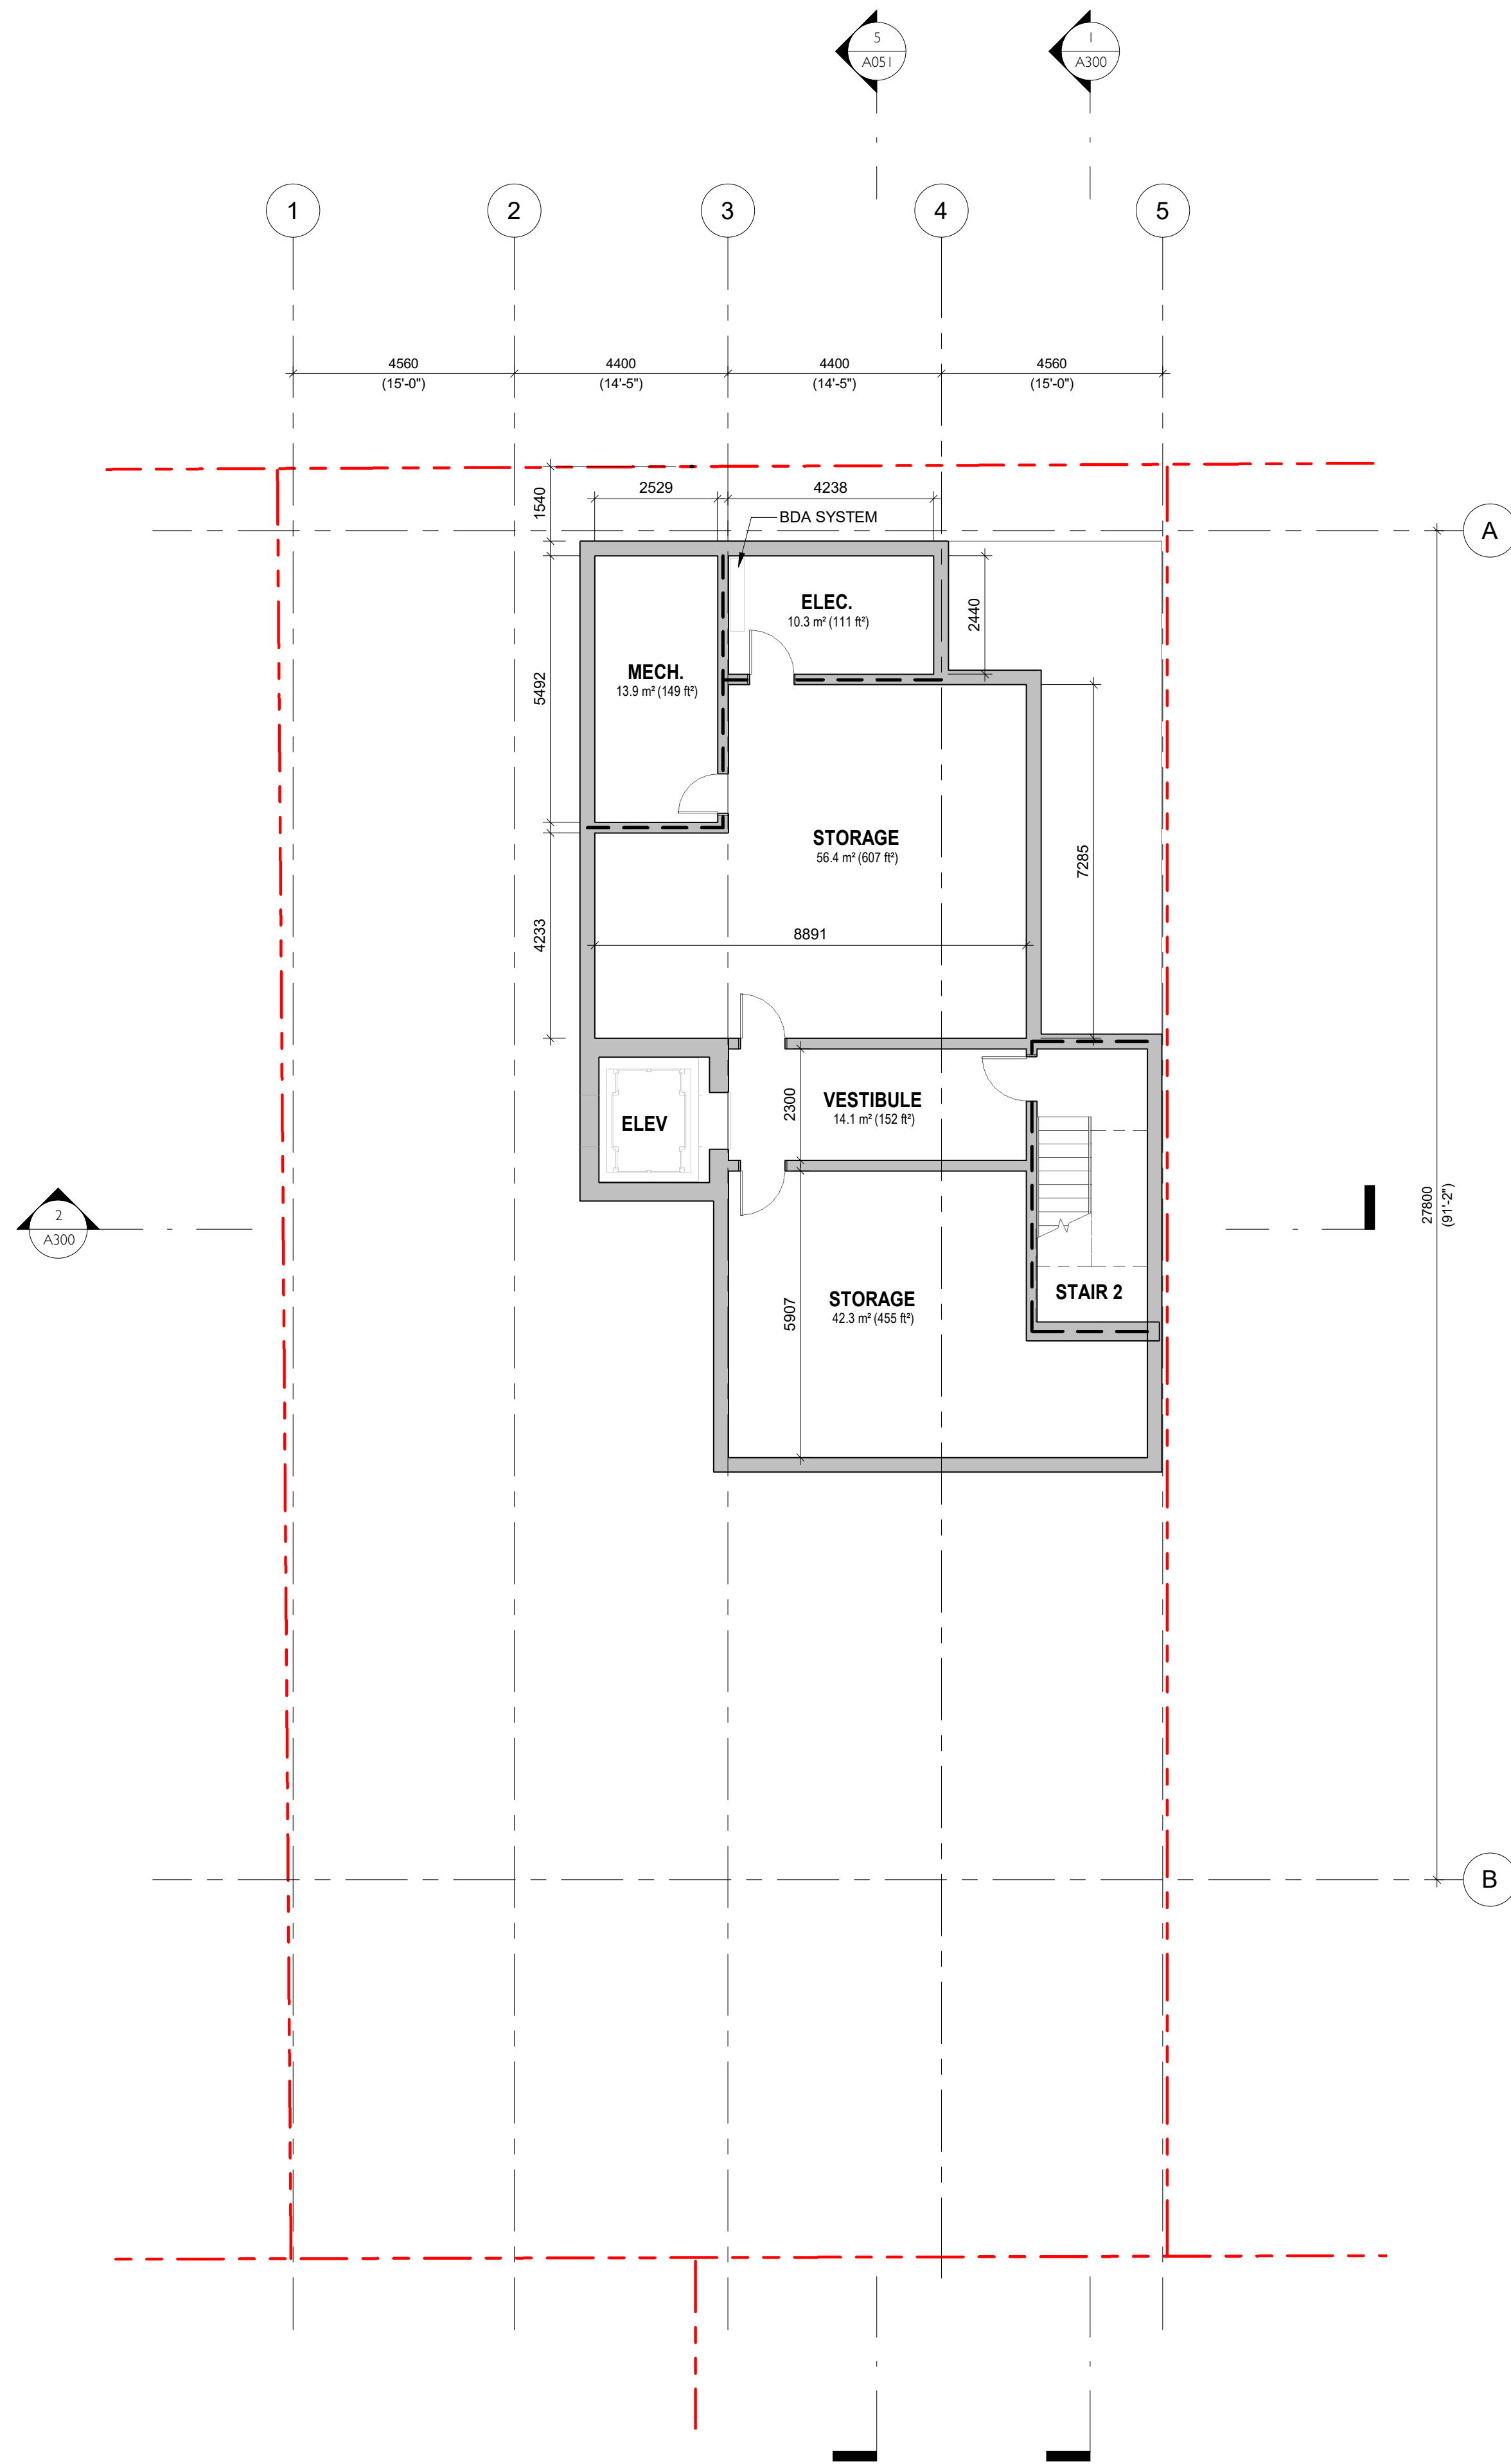 5
A051
1
A300
1
2
3
4
5
4560
(15'-0")
4400
(14'-5")
4400
(14'-5")
4560
(15'-0")
1540
2529
4238
BDA SYSTEM
A
ELEC.
10.3 m² (111 ft²)
2440
MECH.
13.9 m² (149 ft²)
5492
STORAGE
56.4 m² (607 ft²)
7285
4233
8891
ELEV
2300
VESTIBULE
14.1 m² (152 ft²)
2
A300
27800
(91'-2")
5907
STORAGE
42.3 m² (455 ft²)
STAIR 2
B